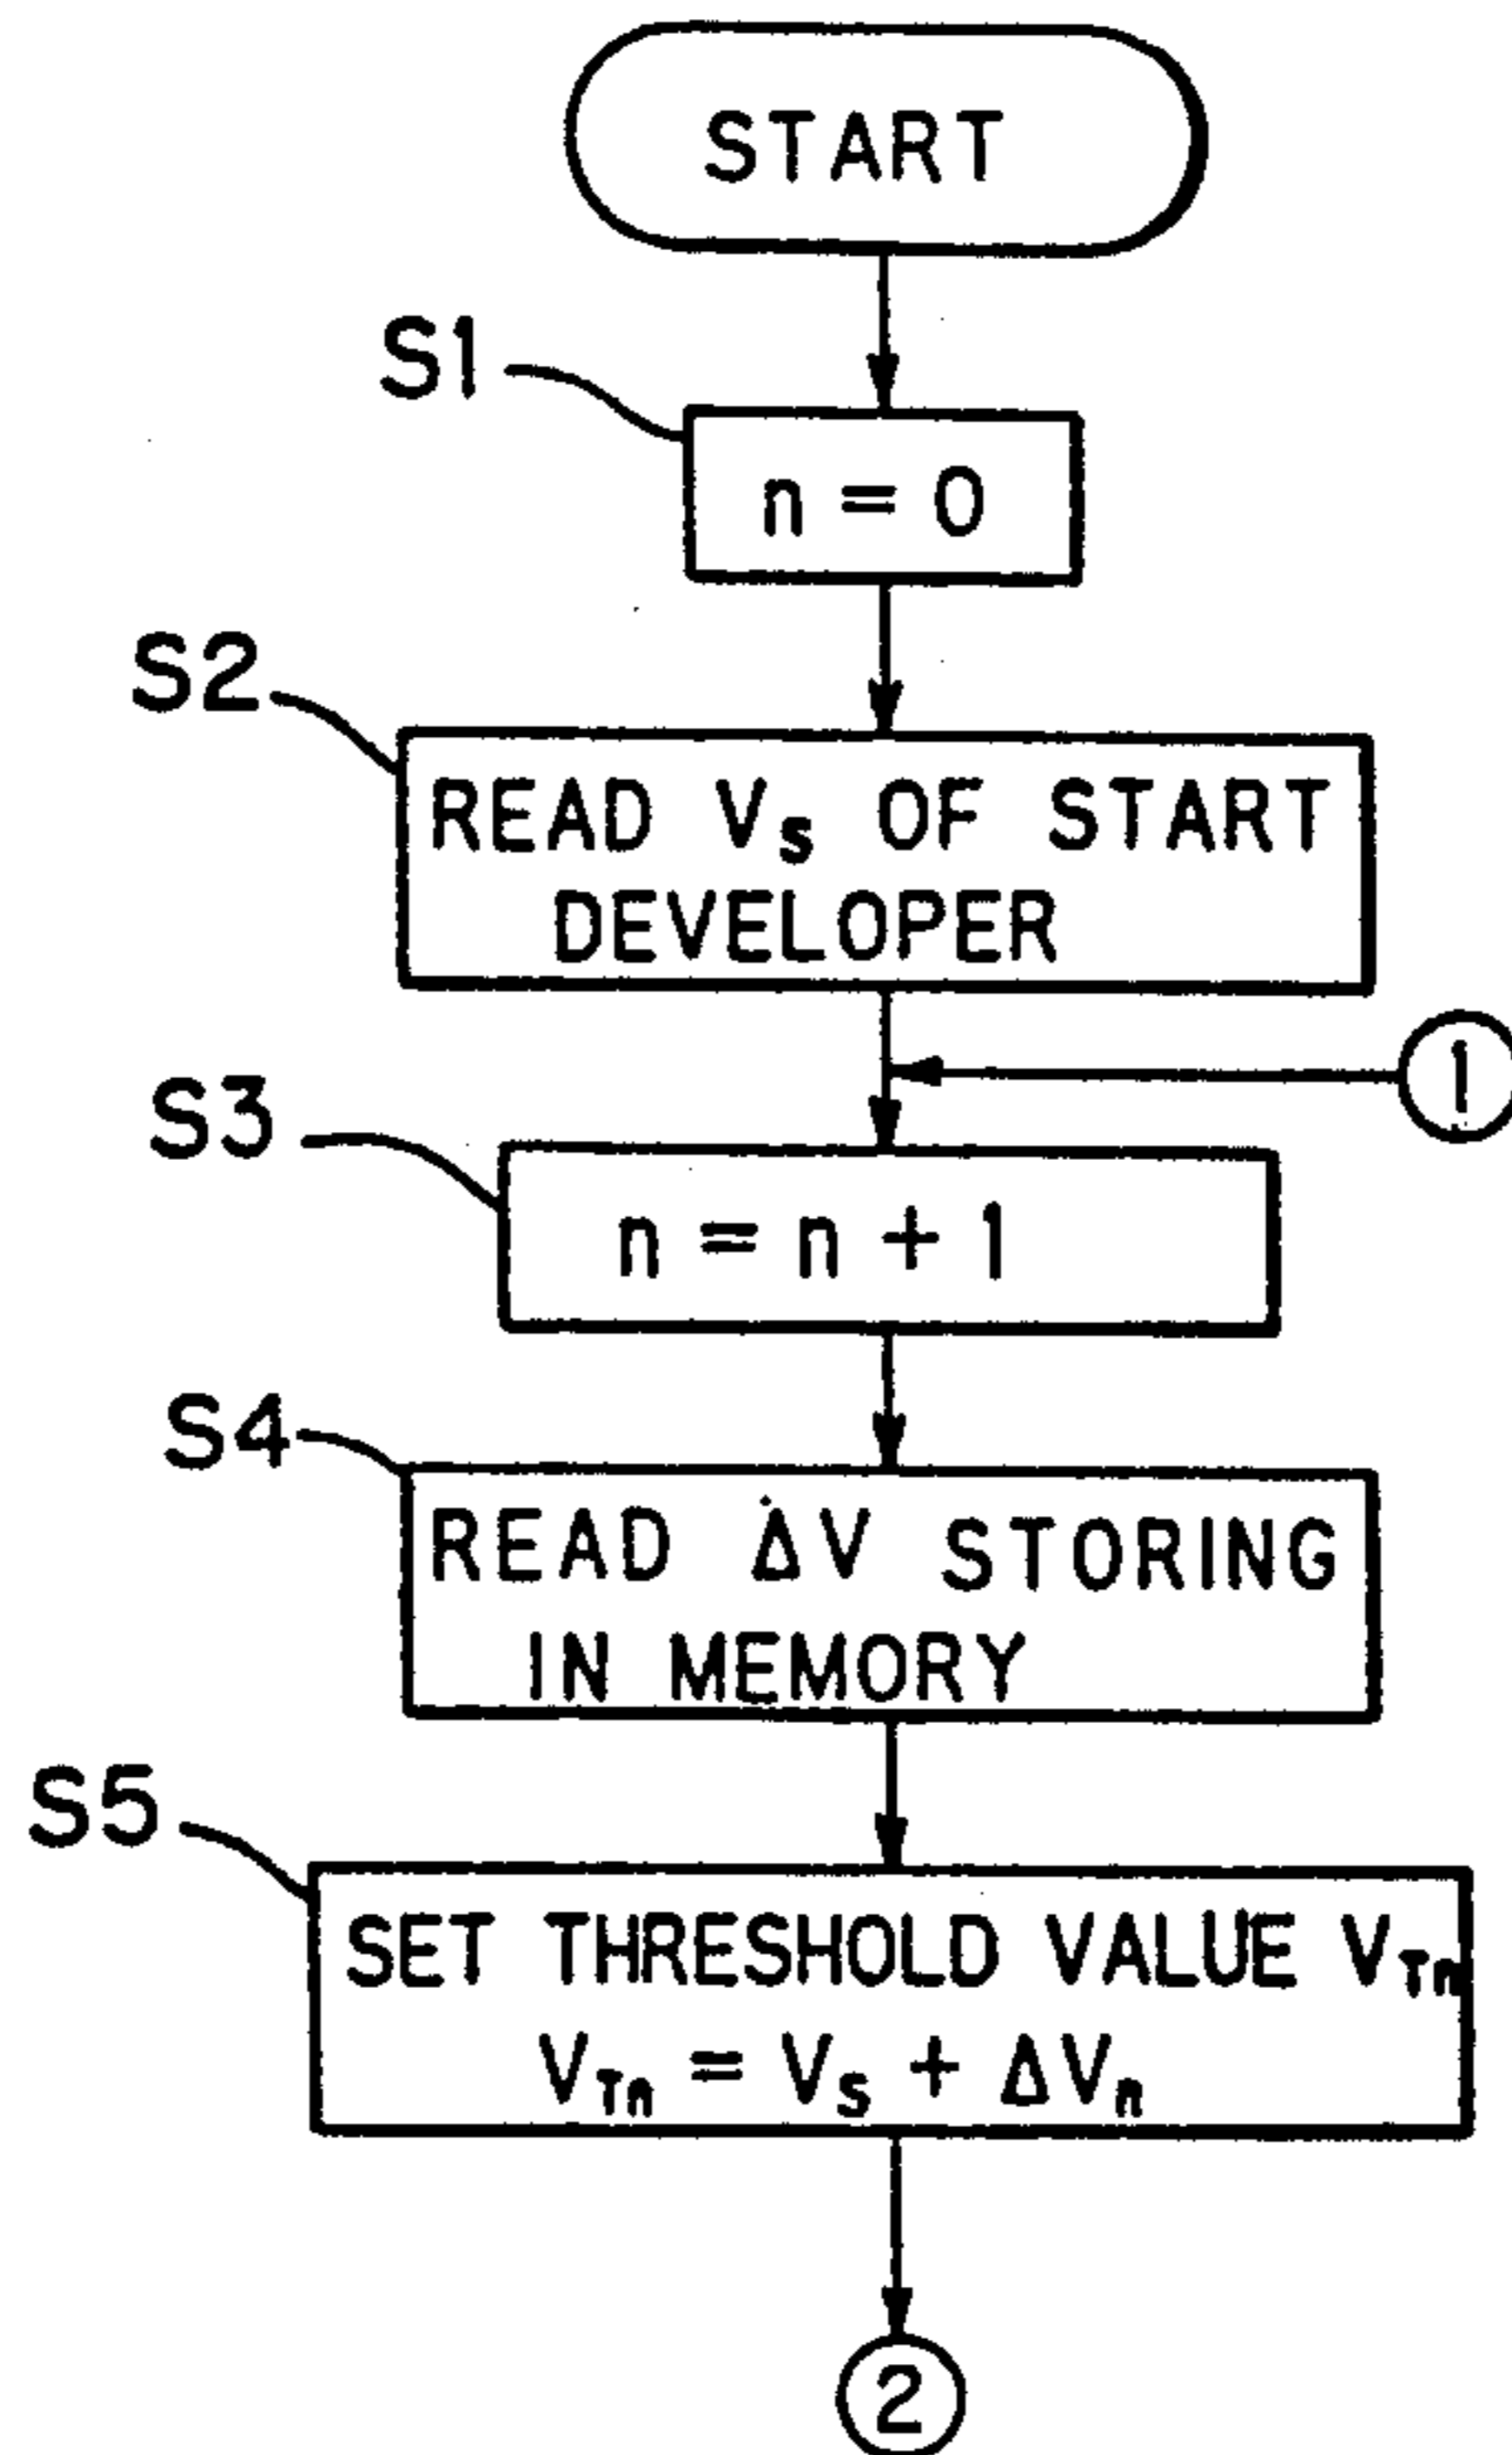 START
S1
n = 0
S2
READ Vs OF START
DEVELOPER
1
S3
n = n + 1
S4
READ ΔV STORING
IN MEMORY
S5
SET THRESHOLD VALUE VTn
VTn = Vs + ΔVn
2